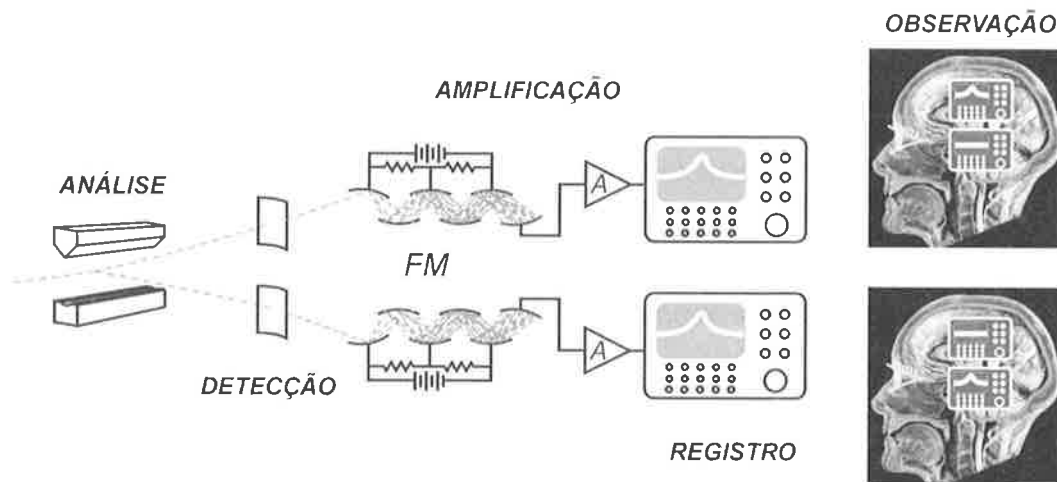 OBSERVAÇÃO
AMPLIFICAÇÃO
ANÁLISE
A
FM
A
DETECÇÃO
REGISTRO